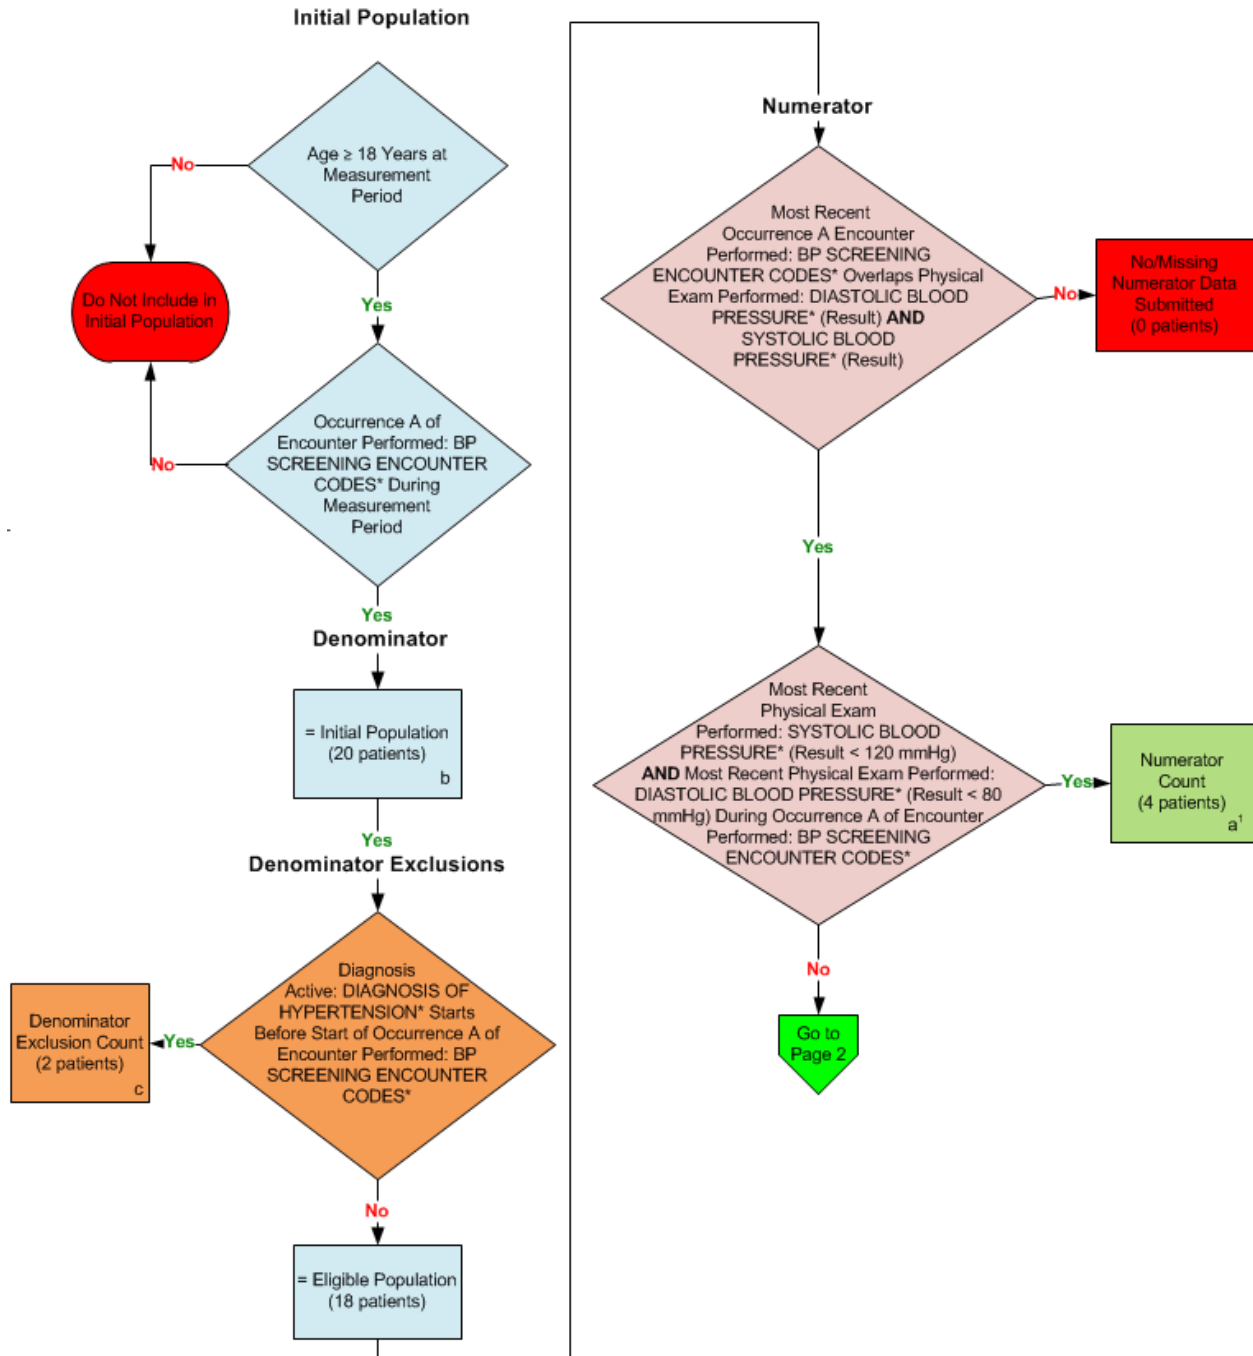 Initial Population
Age ≥ 18 Years at
Measurement
Period
No
Do Not Include in
Initial Population
Yes
Occurrence A of
Encounter Performed: BP
SCREENING ENCOUNTER
CODES* During
Measurement
Period
No
Yes
Denominator
= Initial Population
(20 patients)
b
Yes
Denominator Exclusions
Diagnosis
Active: DIAGNOSIS OF
HYPERTENSION* Starts
Before Start of Occurrence A of
Encounter Performed: BP
SCREENING ENCOUNTER
CODES*
Yes
Denominator
Exclusion Count
(2 patients)
c
No
= Eligible Population
(18 patients)
Numerator
Most Recent
Occurrence A Encounter
Performed: BP SCREENING
ENCOUNTER CODES* Overlaps Physical
Exam Performed: DIASTOLIC BLOOD
PRESSURE* (Result) AND
SYSTOLIC BLOOD
PRESSURE* (Result)
No
No/Missing
Numerator Data
Submitted
(0 patients)
Yes
Most Recent
Physical Exam
Performed: SYSTOLIC BLOOD
PRESSURE* (Result < 120 mmHg)
AND Most Recent Physical Exam Performed:
DIASTOLIC BLOOD PRESSURE* (Result < 80
mmHg) During Occurrence A of Encounter
Performed: BP SCREENING
ENCOUNTER CODES*
Yes
Numerator
Count
(4 patients)
a¹
No
Go to
Page 2